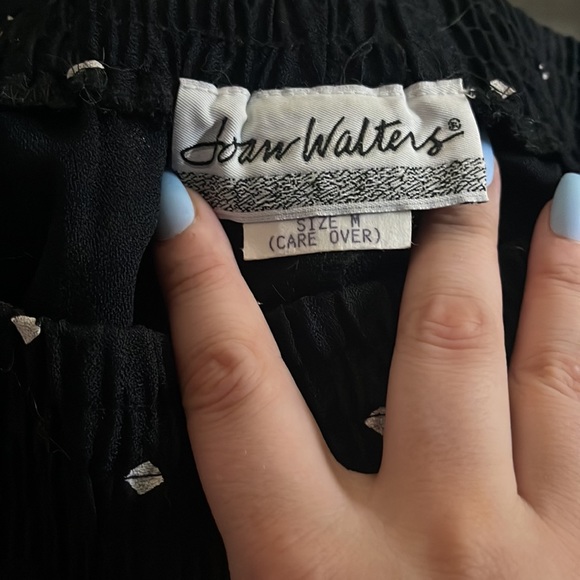 Joan Walters®
SIZE M
(CARE OVER)